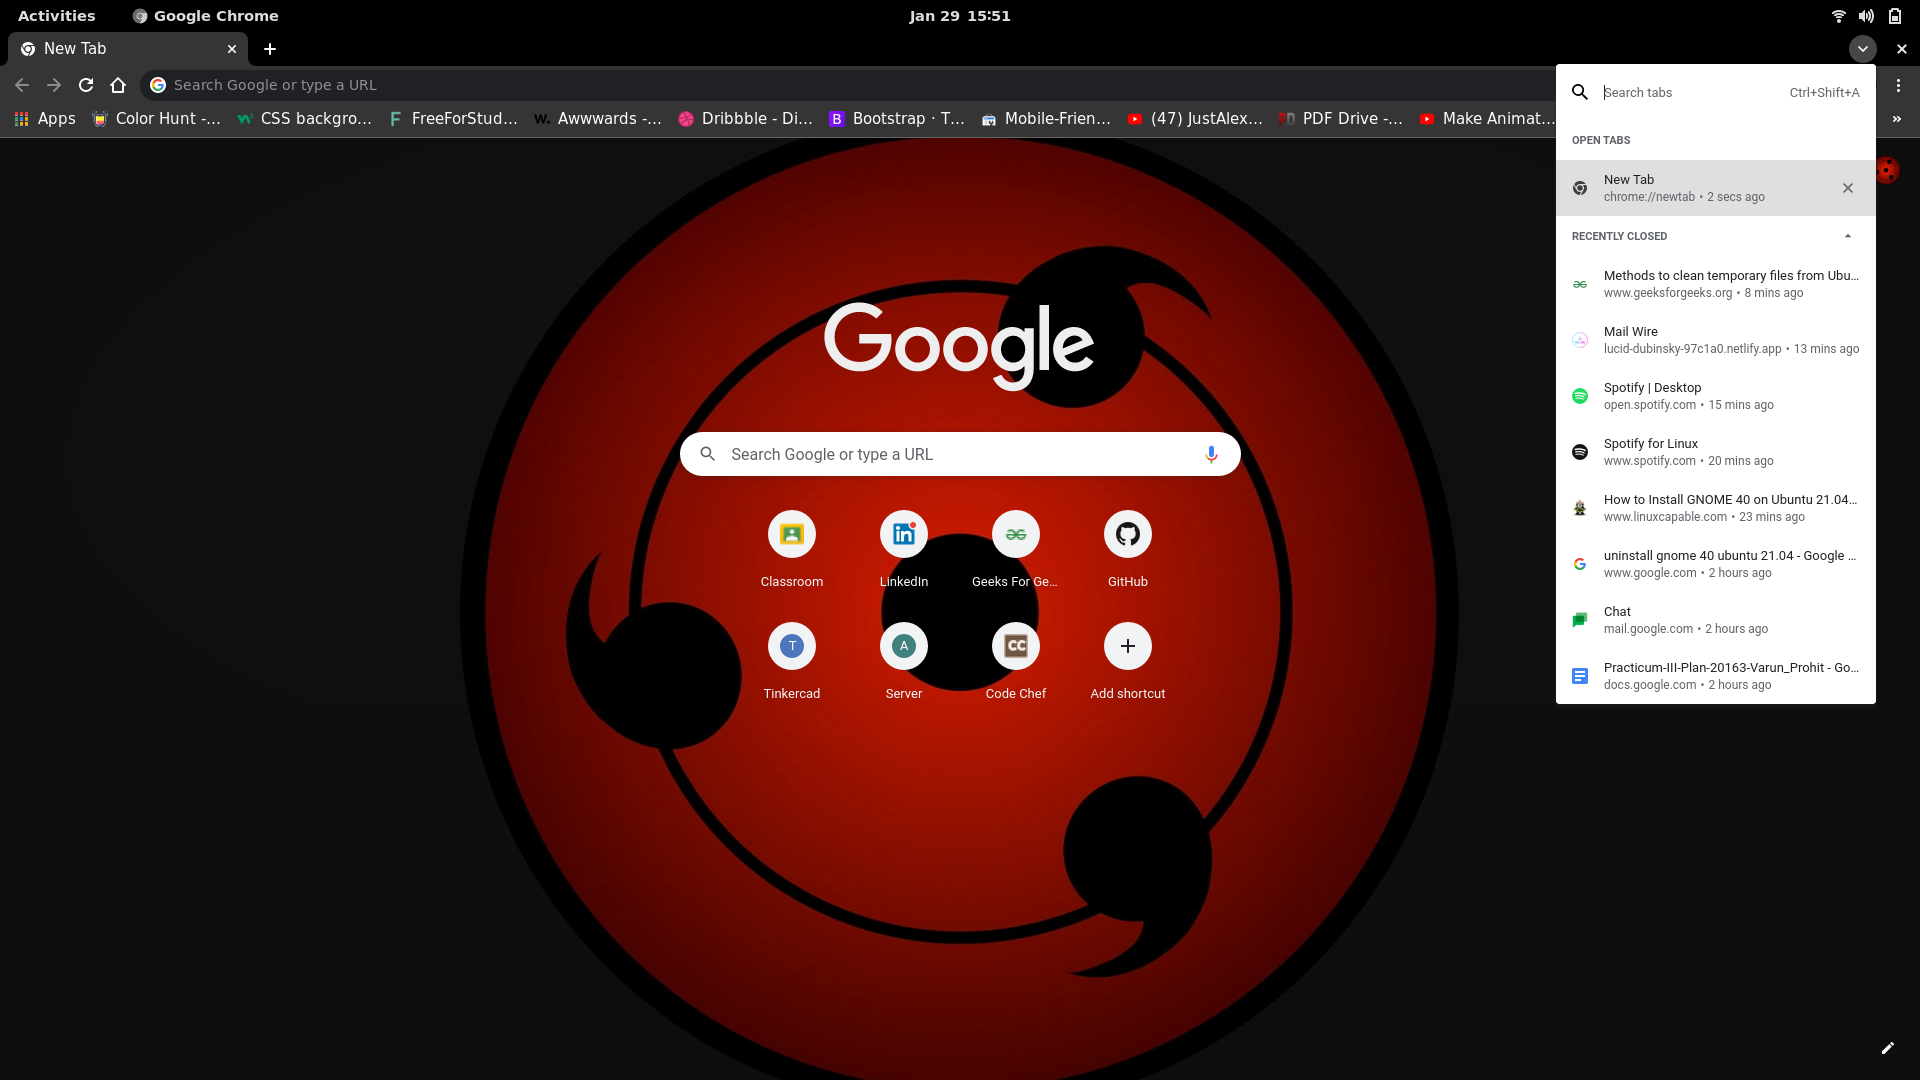 Activities
Google Chrome
Jan 29 15:51
New Tab
Search Google or type a URL
Apps
Color Hunt -...
CSS backgro...
FreeForStud...
Awwwards -...
Dribbble - Di...
Bootstrap · T...
Mobile-Frien...
(47) JustAlex...
PDF Drive -...
Make Animat...
»
Search tabs
Ctrl+Shift+A
OPEN TABS
New Tab
chrome://newtab • 2 secs ago
RECENTLY CLOSED
Methods to clean temporary files from Ubu...
www.geeksforgeeks.org • 8 mins ago
Mail Wire
lucid-dubinsky-97c1a0.netlify.app • 13 mins ago
Spotify | Desktop
open.spotify.com • 15 mins ago
Spotify for Linux
www.spotify.com • 20 mins ago
How to Install GNOME 40 on Ubuntu 21.04...
www.linuxcapable.com • 23 mins ago
uninstall gnome 40 ubuntu 21.04 - Google ...
www.google.com • 2 hours ago
Chat
mail.google.com • 2 hours ago
Practicum-III-Plan-20163-Varun_Prohit - Go...
docs.google.com • 2 hours ago
Google
Search Google or type a URL
Classroom
LinkedIn
Geeks For Ge...
GitHub
T
A
CC
Tinkercad
Server
Code Chef
Add shortcut